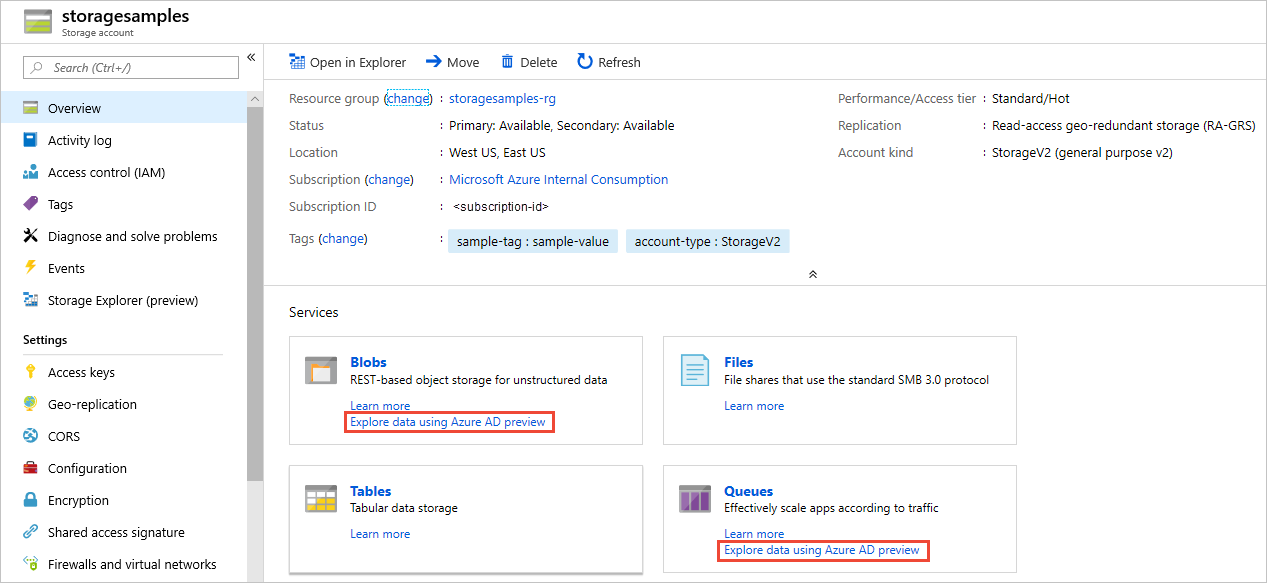 storagesamples
Storage account
Search (Ctrl+/)
«
Overview
Activity log
Access control (IAM)
Tags
Diagnose and solve problems
Events
Storage Explorer (preview)
Settings
Access keys
Geo-replication
CORS
Configuration
Encryption
Shared access signature
Firewalls and virtual networks
Open in Explorer Move Delete Refresh
Resource group (change) : storagesamples-rg
Status : Primary: Available, Secondary: Available
Location : West US, East US
Subscription (change) : Microsoft Azure Internal Consumption
Subscription ID : <subscription-id>
Tags (change) : sample-tag : sample-value account-type : StorageV2
Performance/Access tier : Standard/Hot
Replication : Read-access geo-redundant storage (RA-GRS)
Account kind : StorageV2 (general purpose v2)
Services
Blobs
REST-based object storage for unstructured data
Learn more
Explore data using Azure AD preview
Files
File shares that use the standard SMB 3.0 protocol
Learn more
Tables
Tabular data storage
Learn more
Queues
Effectively scale apps according to traffic
Learn more
Explore data using Azure AD preview